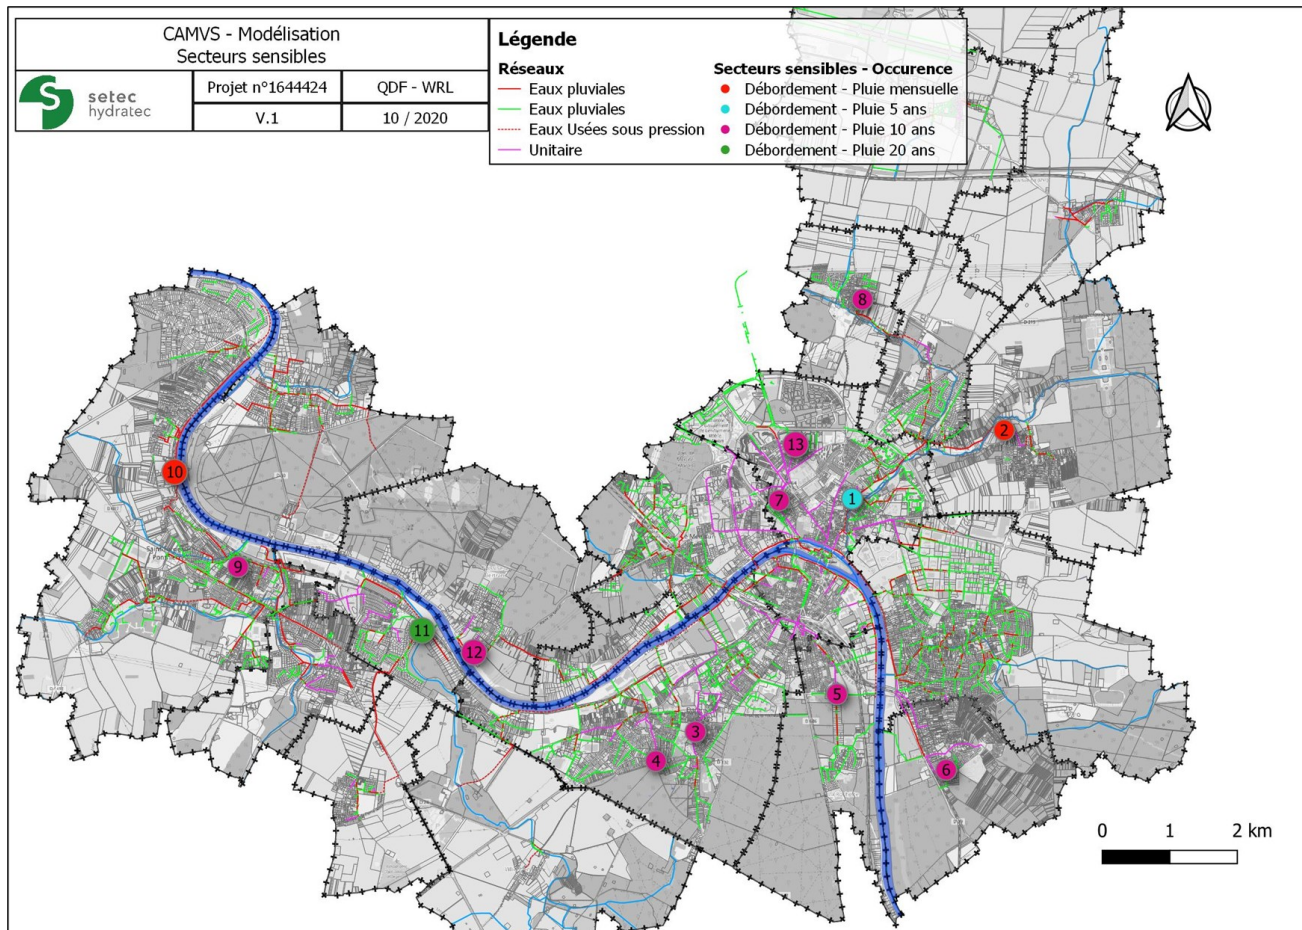 CAMVS - Modélisation
Secteurs sensibles
setec
hydratec
Projet n°1644424
QDF - WRL
V.1
10 / 2020
Légende
Réseaux
Eaux pluviales
Eaux pluviales
Eaux Usées sous pression
Unitaire
Secteurs sensibles - Occurence
Débordement - Pluie mensuelle
Débordement - Pluie 5 ans
Débordement - Pluie 10 ans
Débordement - Pluie 20 ans
8
2
13
10
7
1
9
11
12
5
3
4
6
0 1 2 km